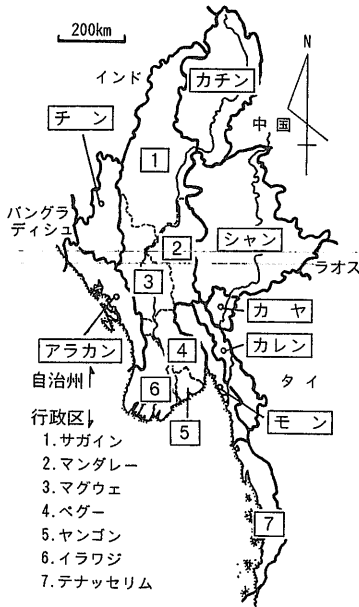 200km
N
インド
カチン
チン
中国
1
バングラ
ディシュ
2
シャン
ラオス
3
カヤ
アラカン
4
カレン
自治州
タイ
6
モン
5
行政区
1.サガイン
2.マンダレー
3.マグウェ
4.ペグー
5.ヤンゴン
6.イラワジ
7.テナッセリム
7